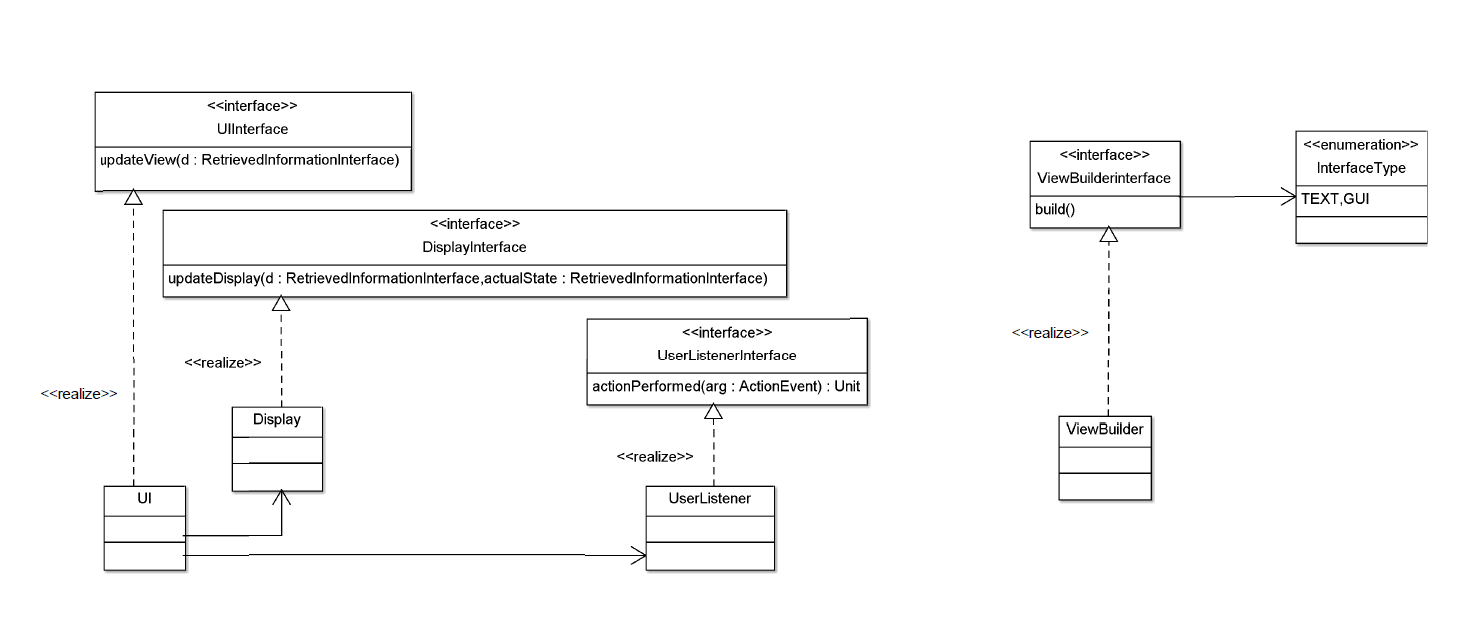 <<interface>>
UIInterface
updateView(d : RetrievedInformationInterface)
<<interface>>
DisplayInterface
updateDisplay(d : RetrievedInformationInterface,actualState : RetrievedInformationInterface)
<<interface>>
UserListenerInterface
actionPerformed(arg : ActionEvent) : Unit
<<realize>>
<<realize>>
Display
<<realize>>
UI
UserListener
<<interface>>
ViewBuilderinterface
build()
<<enumeration>>
InterfaceType
TEXT,GUI
<<realize>>
ViewBuilder